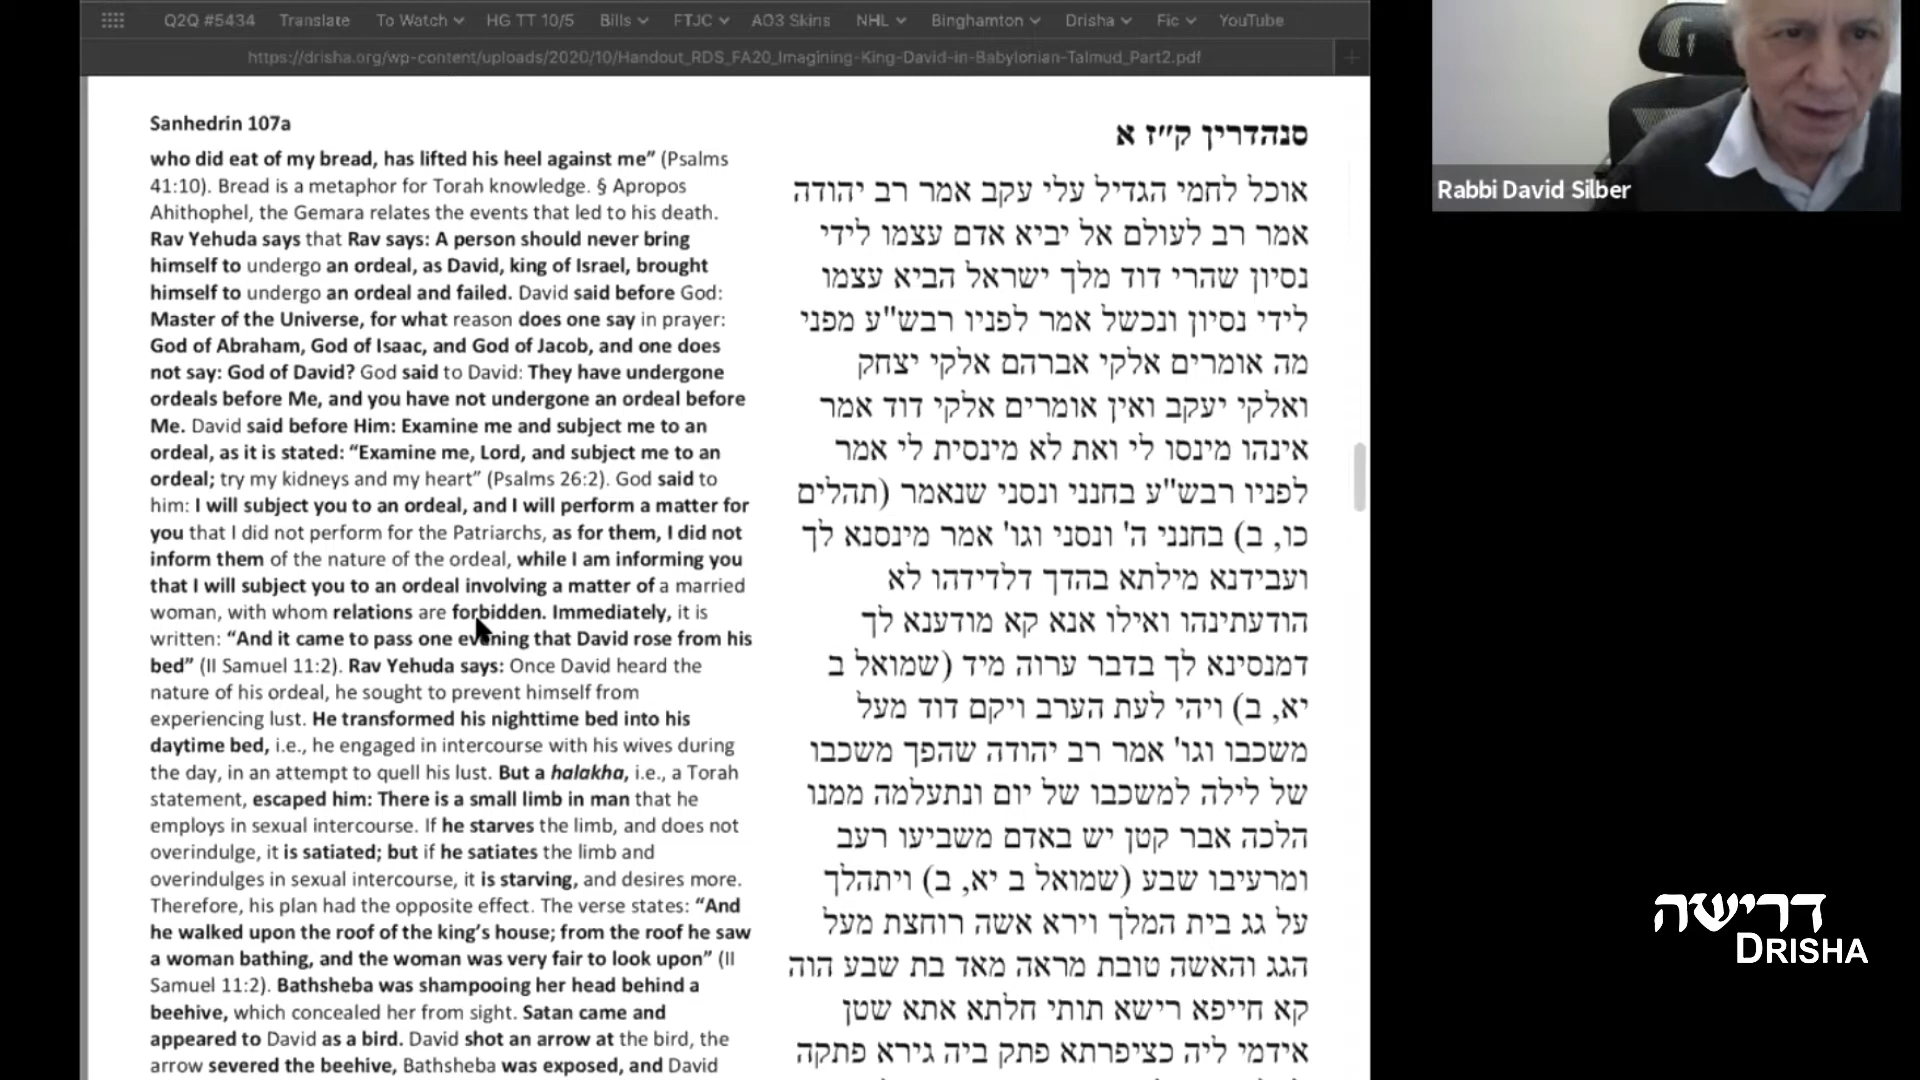 Q2Q #5434 Translate To Watch HG TT 10/5 Bills FTJC AO3 Skins NHL Binghamton Drisha Fic YouTube
https://drisha.org/wp-content/uploads/2020/10/Handout_RDS_FA20_Imagining-King-David-in-Babylonian-Talmud_Part2.pdf
Sanhedrin 107a
who did eat of my bread, has lifted his heel against me” (Psalms
41:10). Bread is a metaphor for Torah knowledge. § Apropos
Ahithophel, the Gemara relates the events that led to his death.
Rav Yehuda says that Rav says: A person should never bring
himself to undergo an ordeal, as David, king of Israel, brought
himself to undergo an ordeal and failed. David said before God:
Master of the Universe, for what reason does one say in prayer:
God of Abraham, God of Isaac, and God of Jacob, and one does
not say: God of David? God said to David: They have undergone
ordeals before Me, and you have not undergone an ordeal before
Me. David said before Him: Examine me and subject me to an
ordeal, as it is stated: “Examine me, Lord, and subject me to an
ordeal; try my kidneys and my heart” (Psalms 26:2). God said to
him: I will subject you to an ordeal, and I will perform a matter for
you that I did not perform for the Patriarchs, as for them, I did not
inform them of the nature of the ordeal, while I am informing you
that I will subject you to an ordeal involving a matter of a married
woman, with whom relations are forbidden. Immediately, it is
written: “And it came to pass one evening that David rose from his
bed” (II Samuel 11:2). Rav Yehuda says: Once David heard the
nature of his ordeal, he sought to prevent himself from
experiencing lust. He transformed his nighttime bed into his
daytime bed, i.e., he engaged in intercourse with his wives during
the day, in an attempt to quell his lust. But a halakha, i.e., a Torah
statement, escaped him: There is a small limb in man that he
employs in sexual intercourse. If he starves the limb, and does not
overindulge, it is satiated; but if he satiates the limb and
overindulges in sexual intercourse, it is starving, and desires more.
Therefore, his plan had the opposite effect. The verse states: “And
he walked upon the roof of the king’s house; from the roof he saw
a woman bathing, and the woman was very fair to look upon” (II
Samuel 11:2). Bathsheba was shampooing her head behind a
beehive, which concealed her from sight. Satan came and
appeared to David as a bird. David shot an arrow at the bird, the
arrow severed the beehive, Bathsheba was exposed, and David
סנהדרין ק״ז א
אוכל לחמי הגדיל עלי עקב אמר רב יהודה
אמר רב לעולם אל יביא אדם עצמו לידי
נסיון שהרי דוד מלך ישראל הביא עצמו
לידי נסיון ונכשל אמר לפניו רבש"ע מפני
מה אומרים אלקי אברהם אלקי יצחק
ואלקי יעקב ואין אומרים אלקי דוד אמר
אינהו מינסו לי ואת לא מינסית לי אמר
לפניו רבש"ע בחנני ונסני שנאמר (תהלים
כו, ב) בחנני ה' ונסני וגו' אמר מינסנא לך
ועבידנא מילתא בהדך דלדידהו לא
הודעתינהו ואילו אנא קא מודענא לך
דמנסינא לך בדבר ערוה מיד (שמואל ב
יא, ב) ויהי לעת הערב ויקם דוד מעל
משכבו וגו' אמר רב יהודה שהפך משכבו
של לילה למשכבו של יום ונתעלמה ממנו
הלכה אבר קטן יש באדם משביעו רעב
ומרעיבו שבע (שמואל ב יא, ב) ויתהלך
על גג בית המלך וירא אשה רוחצת מעל
הגג והאשה טובת מראה מאד בת שבע הוה
קא חייפא רישא תותי חלתא אתא שטן
אידמי ליה כציפרתא פתק ביה גירא פתקה
Rabbi David Silber
דרישה
DRISHA